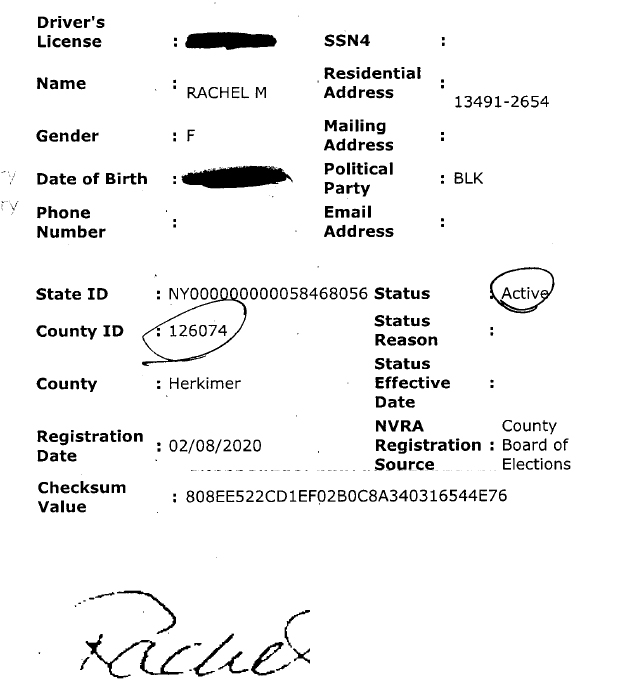 Driver's License : SSN4 :
Name : RACHEL M Residential Address : 13491-2654
Gender : F Mailing Address :
ry Date of Birth : Political Party : BLK
ry Phone Number : Email Address :
State ID : NY000000000058468056 Status : Active
County ID : 126074 Status Reason :
County : Herkimer Status Effective Date :
Registration Date : 02/08/2020 NVRA Registration Source : County Board of Elections
Checksum Value : 808EE522CD1EF02B0C8A340316544E76
Rachel